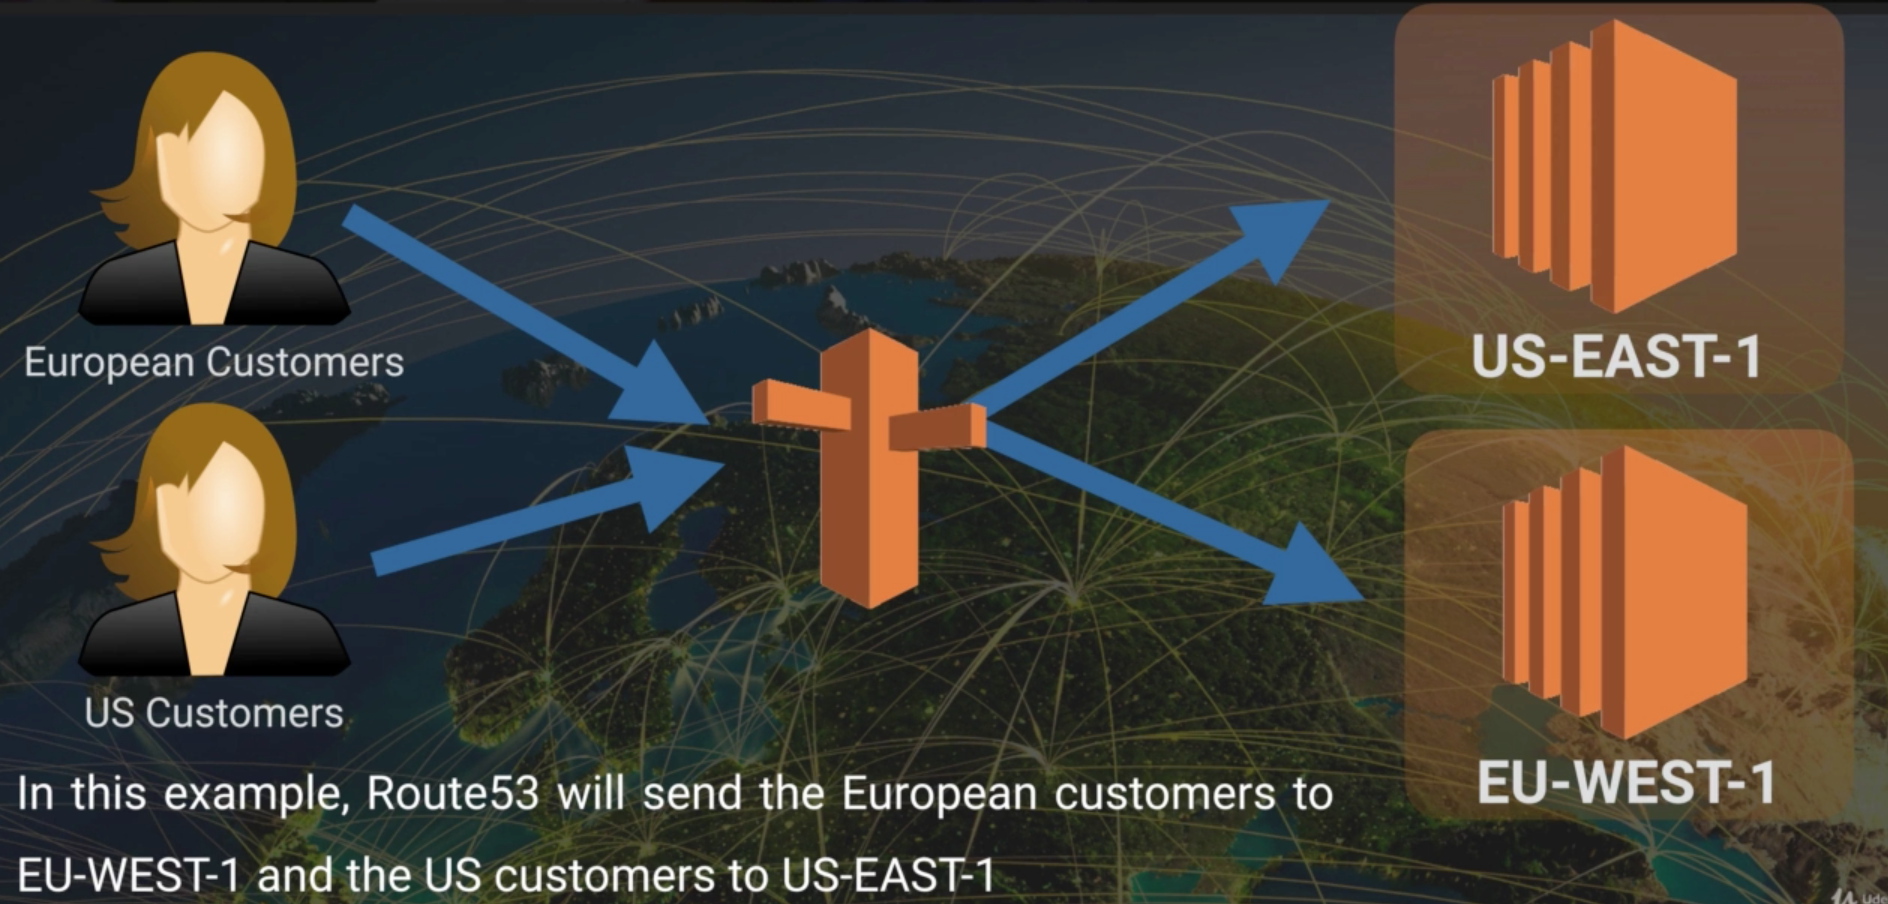 US-EAST-1
European Customers
EU-WEST-1
US Customers
In this example, Route53 will send the European customers to
EU-WEST-1 and the US customers to US-EAST-1